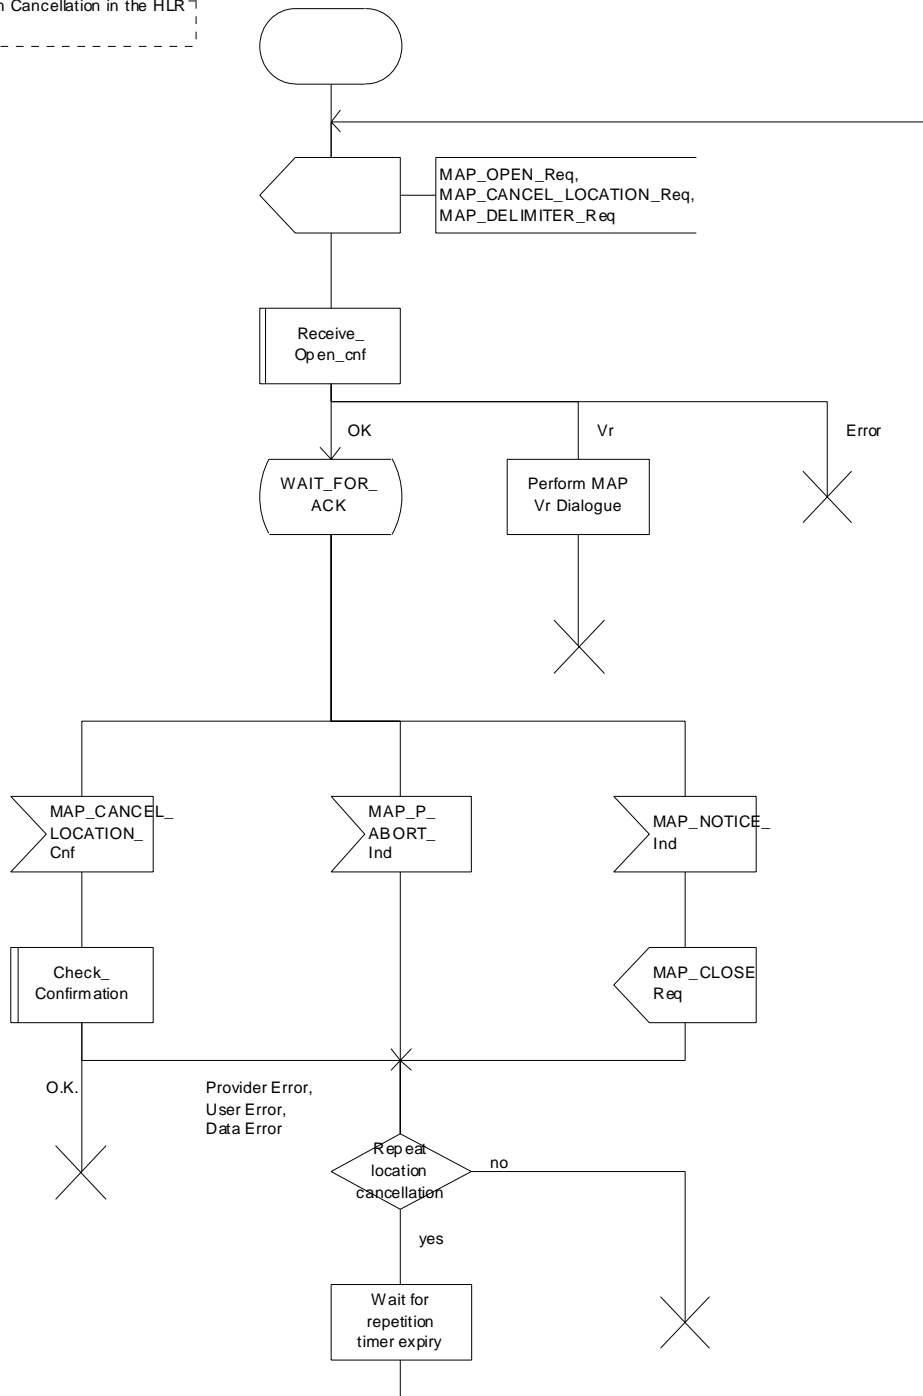 n Cancellation in the HLR
MAP_OPEN_Req,
MAP_CANCEL_LOCATION_Req,
MAP_DELIMITER_Req
Receive_
Open_cnf
OK
Vr
Error
WAIT_FOR_
ACK
Perform MAP
Vr Dialogue
MAP_CANCEL_
LOCATION_
Cnf
MAP_P_
ABORT_
Ind
MAP_NOTICE_
Ind
Check_
Confirmation
MAP_CLOSE
Req
O.K.
Provider Error,
User Error,
Data Error
Repeat
location
cancellation
no
yes
Wait for
repetition
timer expiry